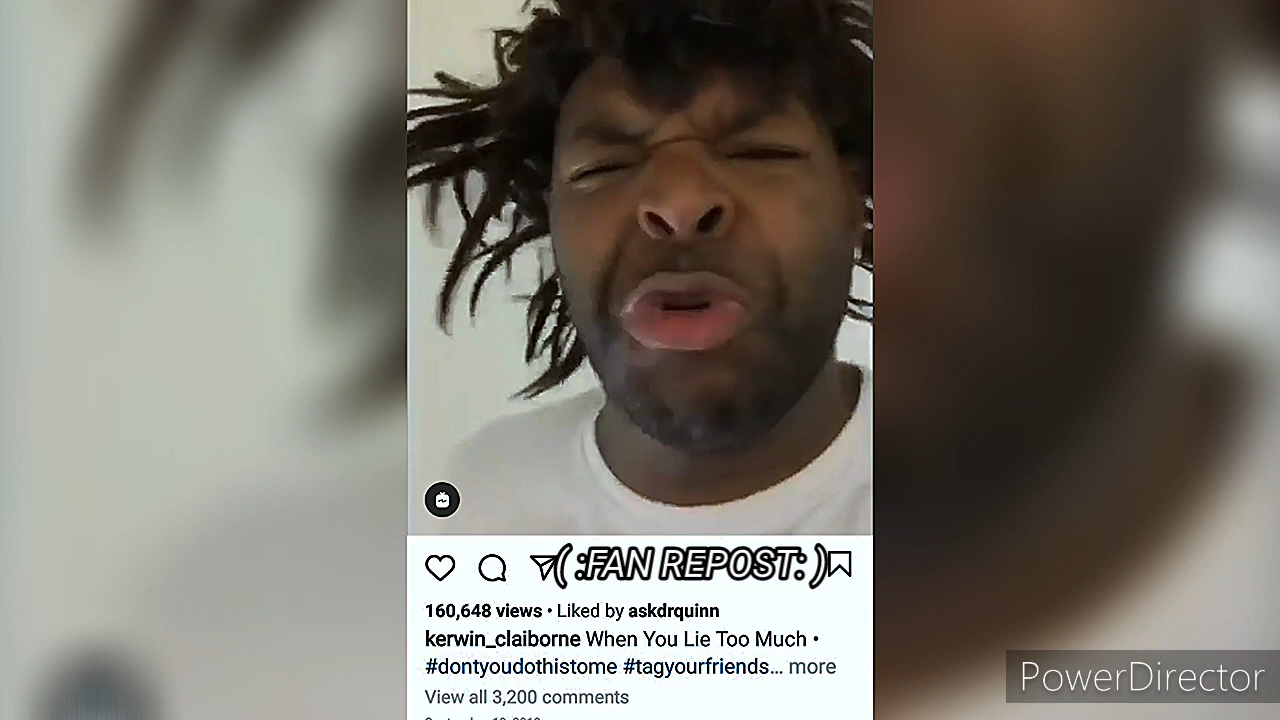 ( :FAN REPOST: )
160,648 views • Liked by askdrquinn
kerwin_claiborne When You Lie Too Much •
#dontyoudothistome #tagyourfriends... more
View all 3,200 comments
PowerDirector